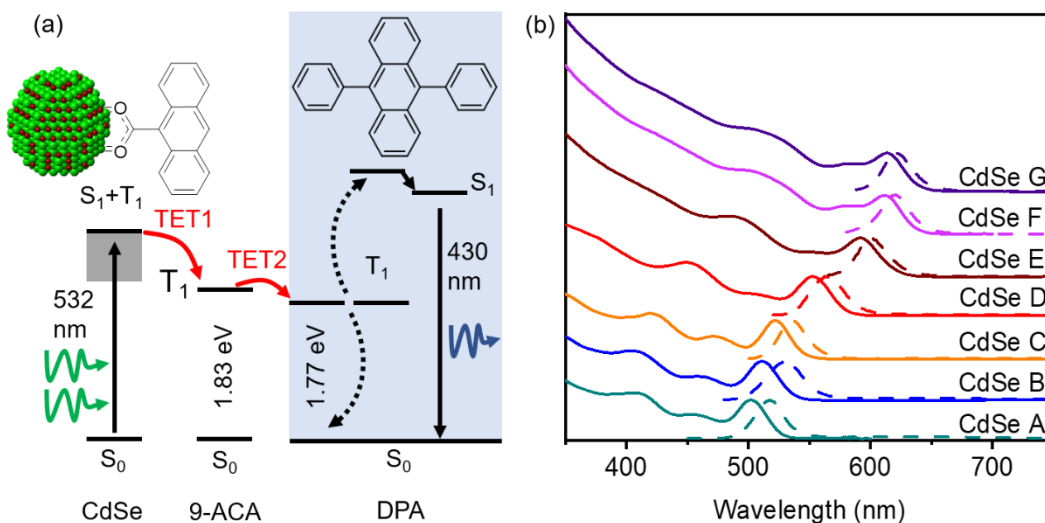 (a)
O
O
S₁+T₁
TET1
T₁
TET2
532
nm
1.83 eV
1.77 eV
T₁
S₁
430
nm
S₀
S₀
S₀
CdSe
9-ACA
DPA
(b)
CdSe G
CdSe F
CdSe E
CdSe D
CdSe C
CdSe B
CdSe A
400
500
600
700
Wavelength (nm)